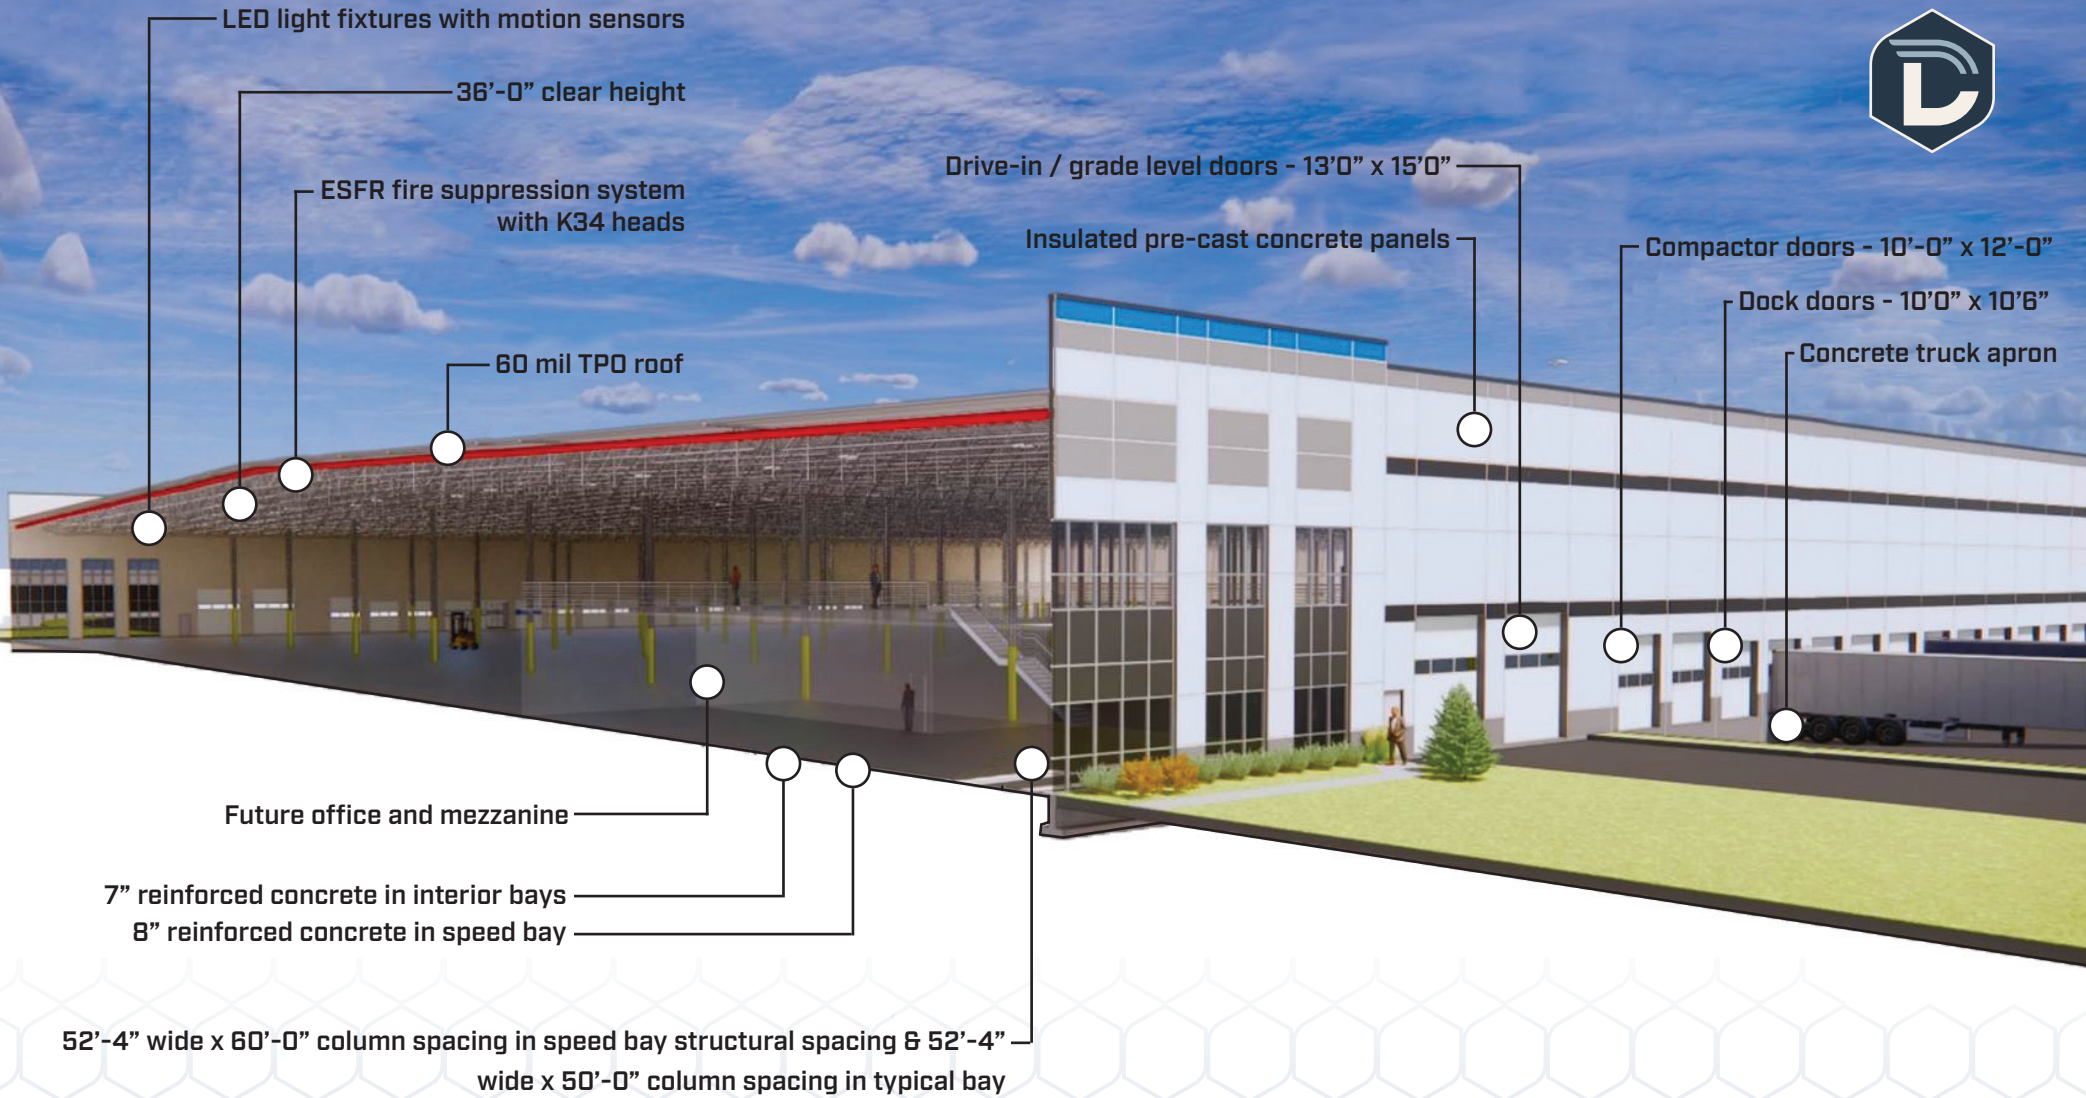 LED light fixtures with motion sensors
36’-0” clear height
ESFR fire suppression system
with K34 heads
60 mil TPO roof
Drive-in / grade level doors - 13’0” x 15’0”
Insulated pre-cast concrete panels
Compactor doors - 10’-0” x 12’-0”
Dock doors - 10’0” x 10’6”
Concrete truck apron
Future office and mezzanine
7” reinforced concrete in interior bays
8” reinforced concrete in speed bay
52’-4” wide x 60’-0” column spacing in speed bay structural spacing & 52’-4”
wide x 50’-0” column spacing in typical bay